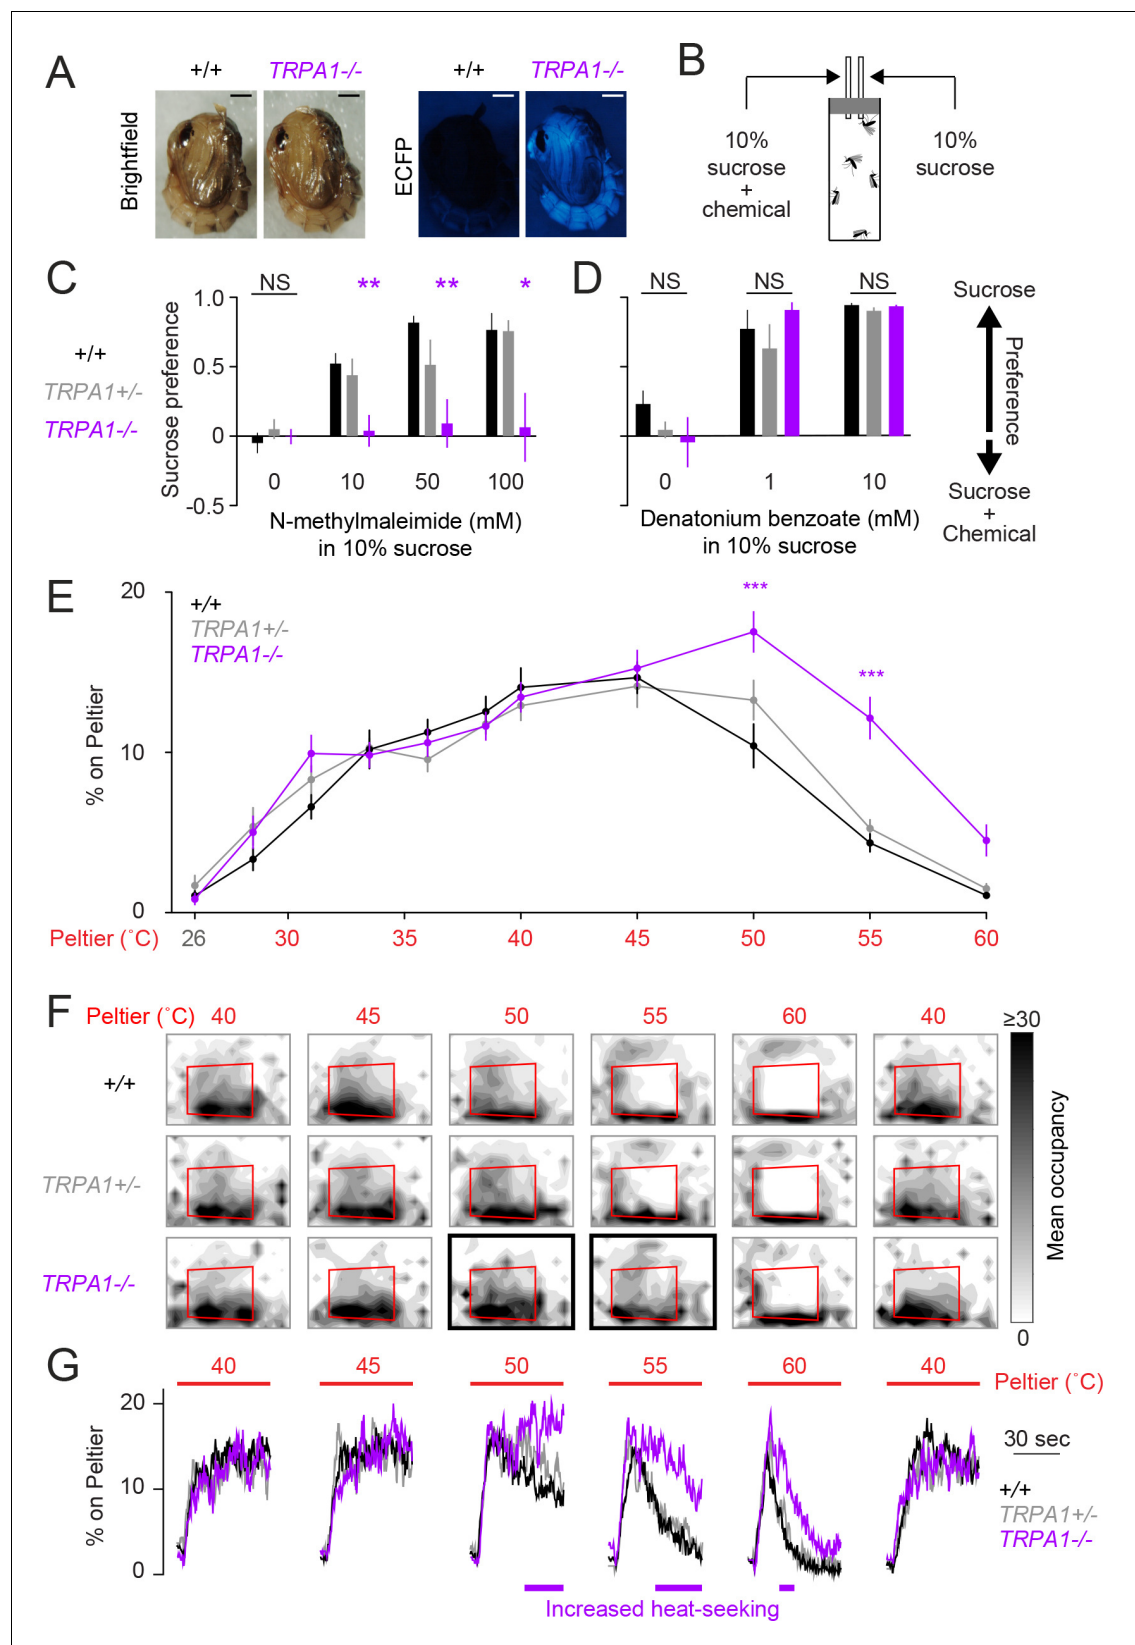 A
+/+
TRPA1-/-
+/+
TRPA1-/-
Brightfield
ECFP
B
10%
sucrose
+
chemical
10%
sucrose
C
NS
**
**
*
+/+
TRPA1+/-
TRPA1-/-
Sucrose preference
1.0
0.5
0
-0.5
0
10
50
100
N-methylmaleimide (mM)
in 10% sucrose
D
NS
NS
NS
0
1
10
Denatonium benzoate (mM)
in 10% sucrose
Sucrose
Preference
Sucrose
+
Chemical
E
+/+
TRPA1+/-
TRPA1-/-
***
***
% on Peltier
20
10
0
Peltier (°C)
26
30
35
40
45
50
55
60
F
Peltier (°C)
40
45
50
55
60
40
+/+
TRPA1+/-
TRPA1-/-
≥30
Mean occupancy
0
G
40
45
50
55
60
40
Peltier (°C)
% on Peltier
20
10
0
30 sec
+/+
TRPA1+/-
TRPA1-/-
Increased heat-seeking